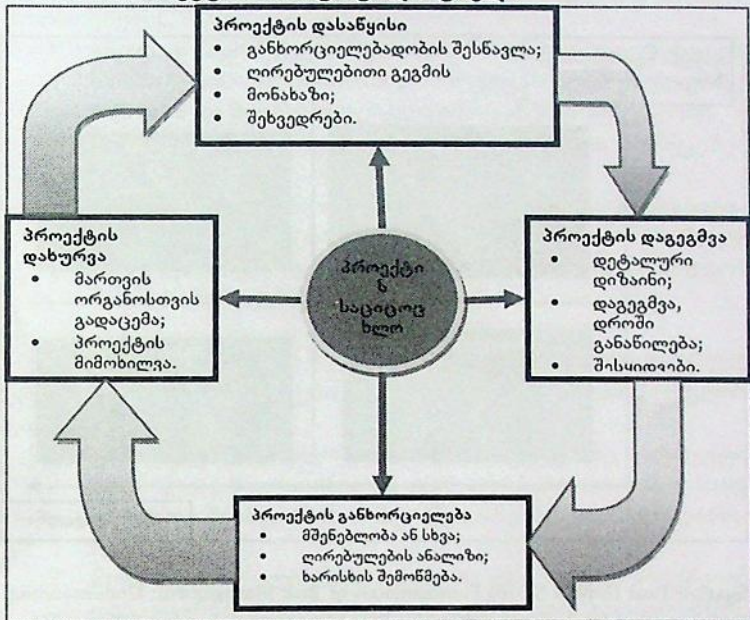 პროექტის დასაწყისი
• განხორციელებადობის შესწავლა;
• ღირებულებითი გეგმის
• მონახაზი;
• შეხვედრები.
პროექტის დაგეგმვა
• დეტალური
დიზაინი;
• დაგეგმვა,
დროში
განაწილება;
• შესყიდვები.
პროექტის განხორციელება
• მშენებლობა ან სხვა;
• ღირებულების ანალიზი;
• ხარისხის შემოწმება.
პროექტის
დახურვა
• მართვის
ორგანოსთვის
გადაცემა;
• პროექტის
მიმოხილვა.
პროექტი
ს
საციცოც
ხლო